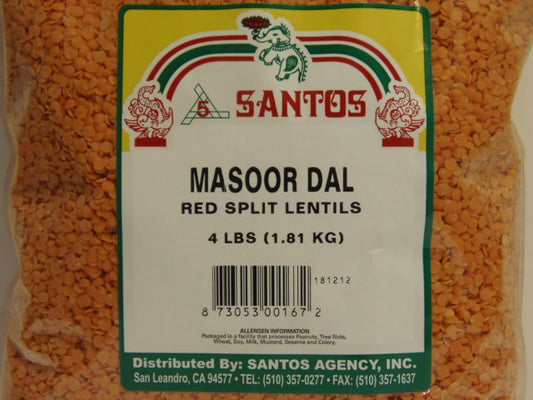 5 SANTOS
MASOOR DAL
RED SPLIT LENTILS
4 LBS (1.81 KG)
181212
8 73053 00167 2
ALLERGEN INFORMATION
Packaged in a facility that processes Peanuts, Tree Nuts,
Wheat, Soy, Milk, Mustard, Sesame and Celery.
Distributed By: SANTOS AGENCY, INC.
San Leandro, CA 94577 • TEL: (510) 357-0277 • FAX: (510) 357-1637